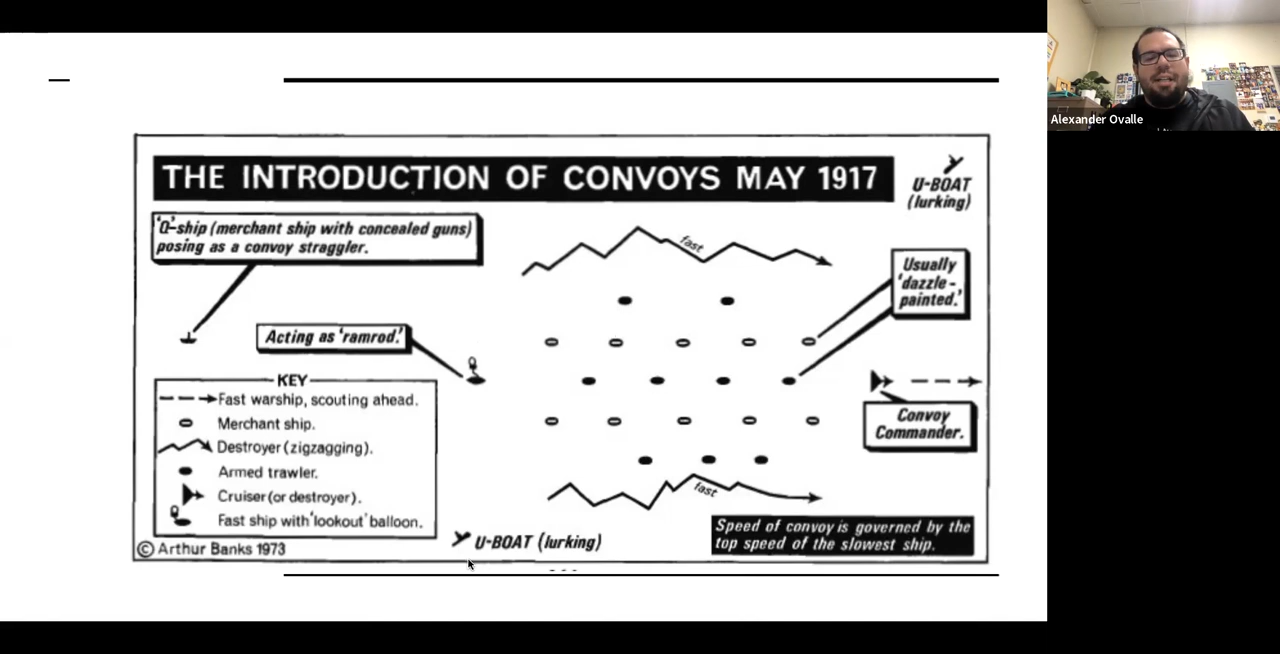 Alexander Ovalle
THE INTRODUCTION OF CONVOYS MAY 1917
U-BOAT
(lurking)
'Q'-ship (merchant ship with concealed guns)
posing as a convoy straggler.
fast
Usually
'dazzle-
painted.'
Acting as 'ramrod.'
KEY
Fast warship, scouting ahead.
Merchant ship.
Destroyer (zigzagging).
Armed trawler.
Cruiser (or destroyer).
Fast ship with 'lookout' balloon.
Convoy
Commander.
fast
Speed of convoy is governed by the
top speed of the slowest ship.
U-BOAT (lurking)
© Arthur Banks 1973